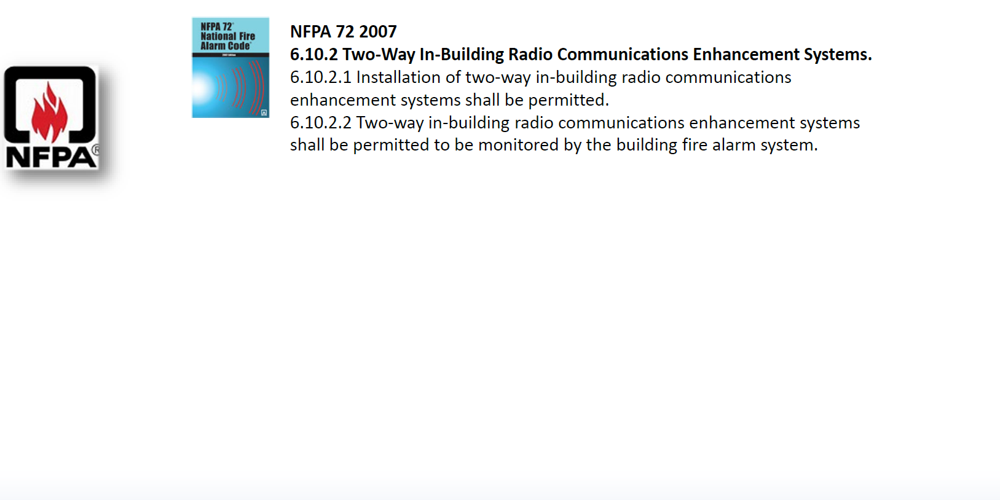 NFPA®
NFPA 72®
National Fire
Alarm Code®
2007 Edition
NFPA 72 2007
6.10.2 Two-Way In-Building Radio Communications Enhancement Systems.
6.10.2.1 Installation of two-way in-building radio communications
enhancement systems shall be permitted.
6.10.2.2 Two-way in-building radio communications enhancement systems
shall be permitted to be monitored by the building fire alarm system.